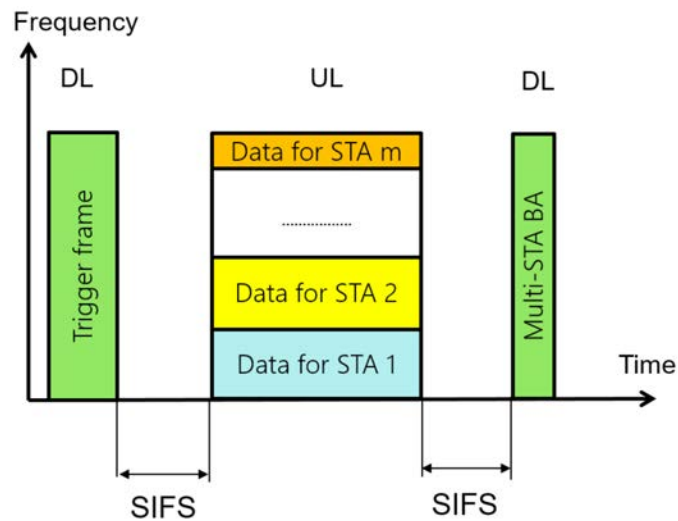 Frequency
DL
UL
DL
Trigger frame
Data for STA m
.................
Data for STA 2
Data for STA 1
Multi-STA BA
Time
SIFS
SIFS